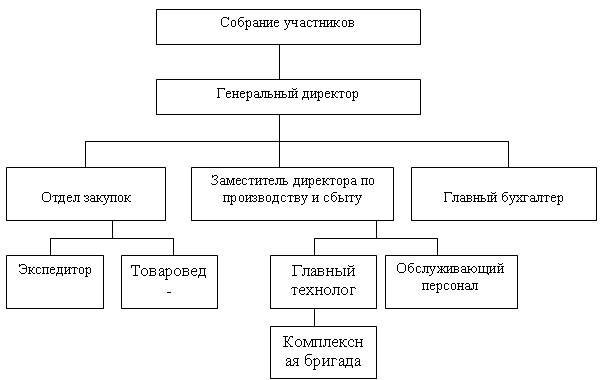 Собрание участников
Генеральный директор
Отдел закупок
Заместитель директора по
производству и сбыту
Главный бухгалтер
Экспедитор
Товаровед
-
Главный
технолог
Обслуживающий
персонал
Комплексн
ая бригада